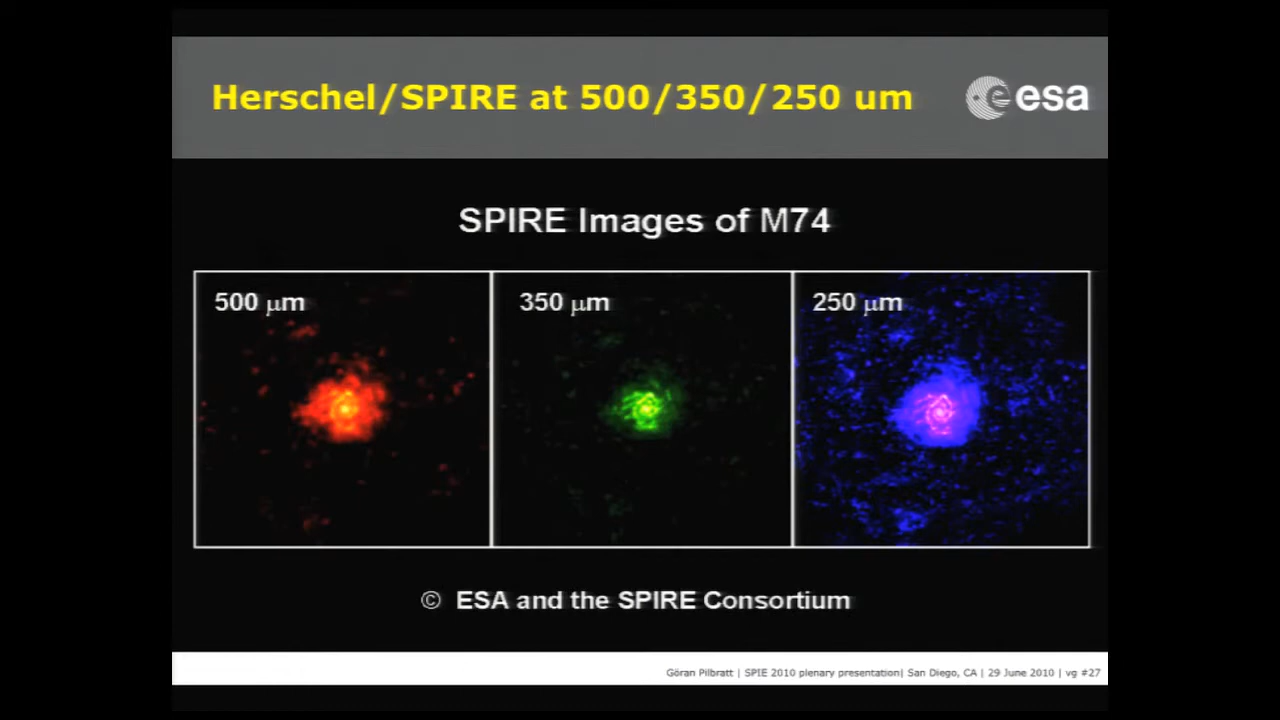 Herschel/SPIRE at 500/350/250 um
esa
SPIRE Images of M74
500 μm
350 μm
250 μm
© ESA and the SPIRE Consortium
Göran Pilbratt | SPIE 2010 plenary presentation| San Diego, CA | 29 June 2010 | vg #27